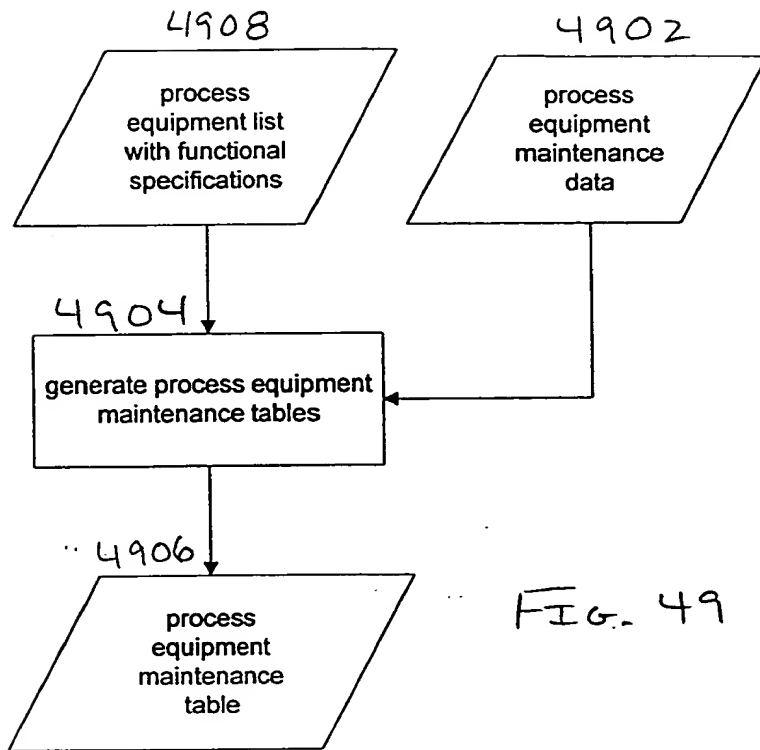 4908
process
equipment list
with functional
specifications
4902
process
equipment
maintenance
data
4904
generate process equipment
maintenance tables
4906
process
equipment
maintenance
table
FIG. 49